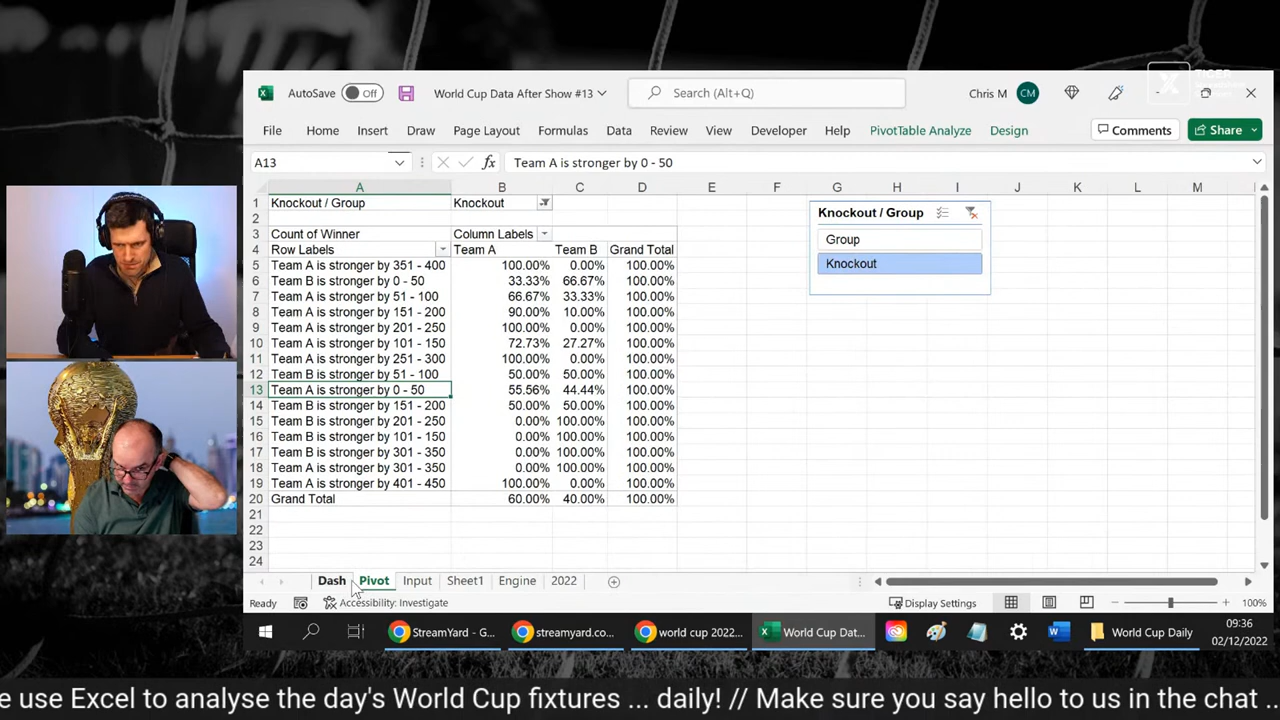 TIGER
AutoSave Off World Cup Data After Show #13 Search (Alt+Q) Chris M CM
File Home Insert Draw Page Layout Formulas Data Review View Developer Help PivotTable Analyze Design Comments Share
A13 fx Team A is stronger by 0 - 50
A B C D E F G H I J K L M
1 Knockout / Group Knockout
2
3 Count of Winner Column Labels
4 Row Labels Team A Team B Grand Total
5 Team A is stronger by 351 - 400 100.00% 0.00% 100.00%
6 Team B is stronger by 0 - 50 33.33% 66.67% 100.00%
7 Team A is stronger by 51 - 100 66.67% 33.33% 100.00%
8 Team A is stronger by 151 - 200 90.00% 10.00% 100.00%
9 Team A is stronger by 201 - 250 100.00% 0.00% 100.00%
10 Team A is stronger by 101 - 150 72.73% 27.27% 100.00%
11 Team A is stronger by 251 - 300 100.00% 0.00% 100.00%
12 Team B is stronger by 51 - 100 50.00% 50.00% 100.00%
13 Team A is stronger by 0 - 50 55.56% 44.44% 100.00%
14 Team B is stronger by 151 - 200 50.00% 50.00% 100.00%
15 Team B is stronger by 201 - 250 0.00% 100.00% 100.00%
16 Team B is stronger by 101 - 150 0.00% 100.00% 100.00%
17 Team B is stronger by 301 - 350 0.00% 100.00% 100.00%
18 Team A is stronger by 301 - 350 0.00% 100.00% 100.00%
19 Team A is stronger by 401 - 450 100.00% 0.00% 100.00%
20 Grand Total 60.00% 40.00% 100.00%
21
22
23
24
Knockout / Group
Group
Knockout
Dash Pivot Input Sheet1 Engine 2022
Ready Accessibility: Investigate Display Settings 100%
StreamYard - G... streamyard.co... world cup 2022... World Cup Dat... World Cup Daily 09:36
02/12/2022
e use Excel to analyse the day's World Cup fixtures ... daily! // Make sure you say hello to us in the chat ..